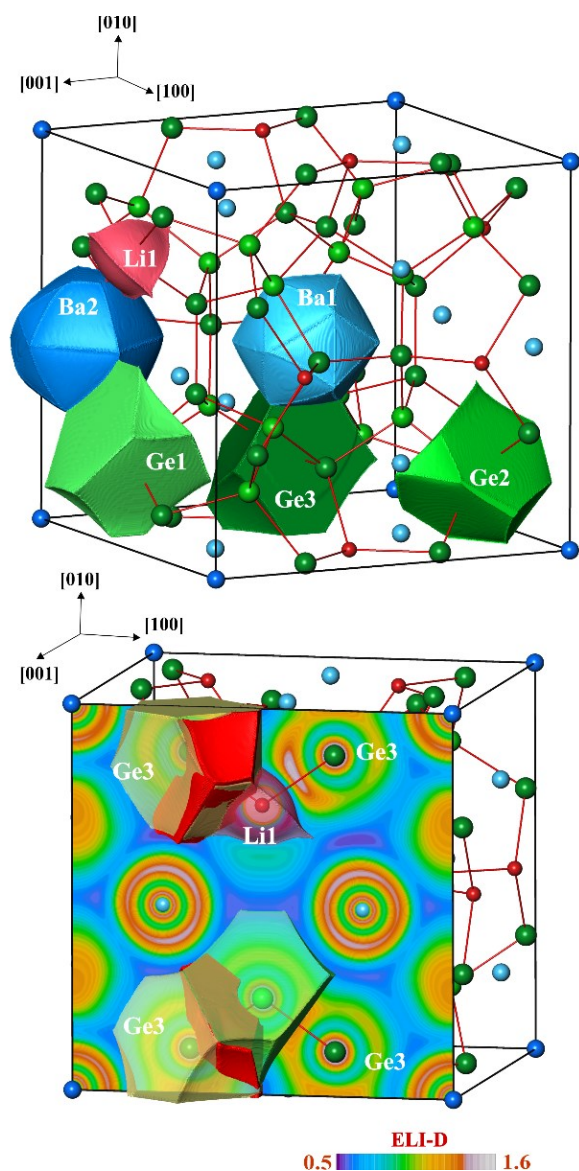 [010]
[001]
[100]
Li1
Ba2
Ba1
Ge1
Ge3
Ge2
[010]
[100]
[001]
Ge3
Ge3
Li1
Ge3
Ge3
ELI-D
0.5
1.6